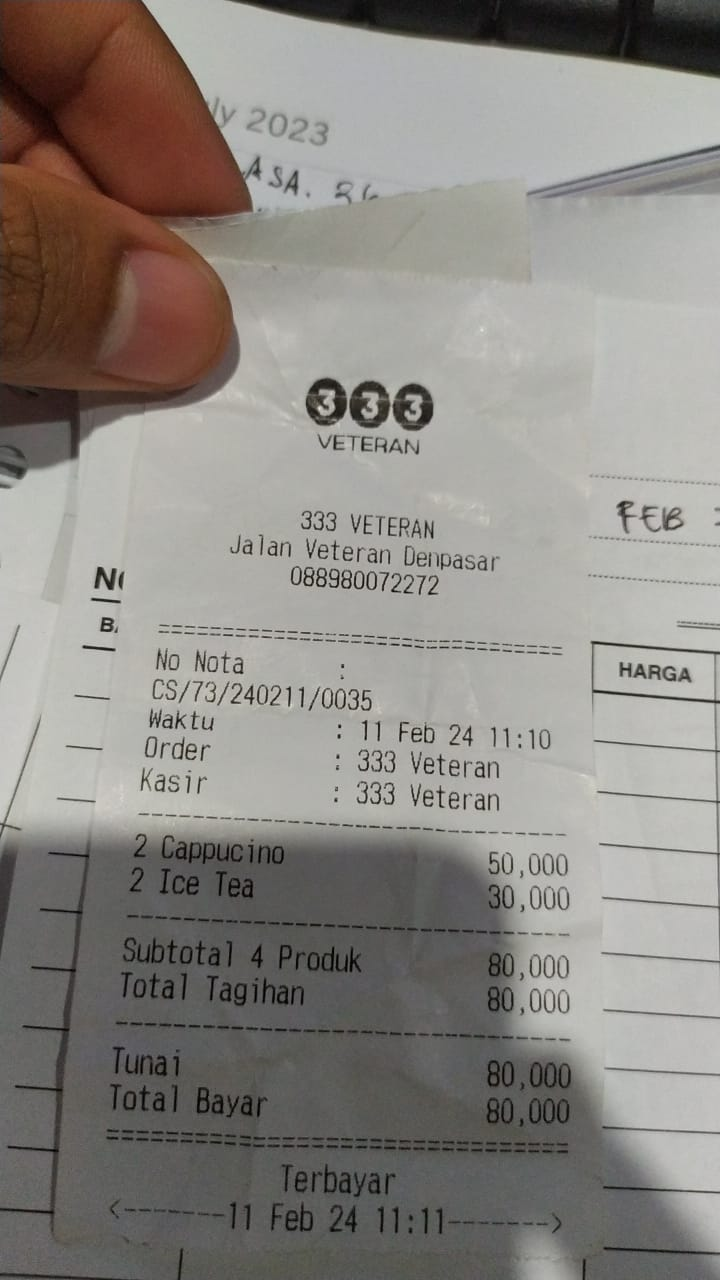 ly 2023
ASA.
333
VETERAN
333 VETERAN
Jalan Veteran Denpasar
088980072272
FEB
HARGA
================================
No Nota :
CS/73/240211/0035
Waktu : 11 Feb 24 11:10
Order : 333 Veteran
Kasir : 333 Veteran
--------------------------------
2 Cappucino 50,000
2 Ice Tea 30,000
--------------------------------
Subtotal 4 Produk 80,000
Total Tagihan 80,000
--------------------------------
Tunai 80,000
Total Bayar 80,000
================================
Terbayar
<-------11 Feb 24 11:11------->